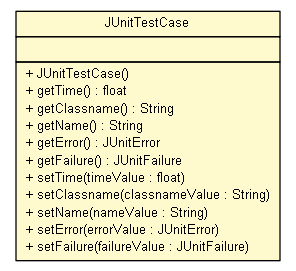 JUnitTestCase
+ JUnitTestCase()
+ getTime() : float
+ getClassname() : String
+ getName() : String
+ getError() : JUnitError
+ getFailure() : JUnitFailure
+ setTime(timeValue : float)
+ setClassname(classnameValue : String)
+ setName(nameValue : String)
+ setError(errorValue : JUnitError)
+ setFailure(failureValue : JUnitFailure)